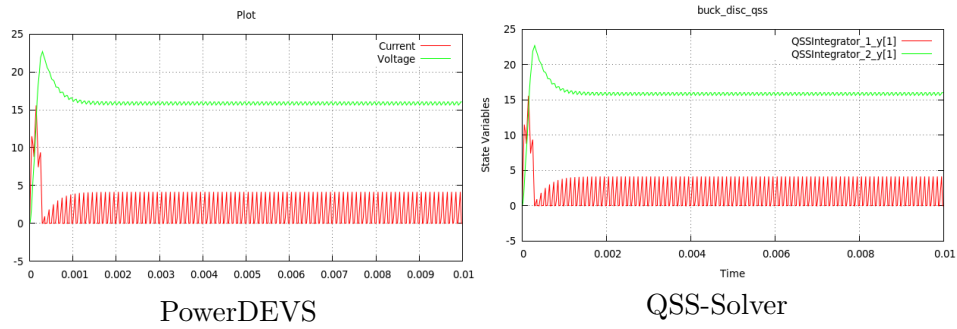 Plot
Current
Voltage
25
20
15
10
5
0
-5
0 0.001 0.002 0.003 0.004 0.005 0.006 0.007 0.008 0.009 0.01
PowerDEVS
buck_disc_qss
QSSIntegrator_1_y[1]
QSSIntegrator_2_y[1]
State Variables
25
20
15
10
5
0
-5
0 0.002 0.004 0.006 0.008 0.01
Time
QSS-Solver